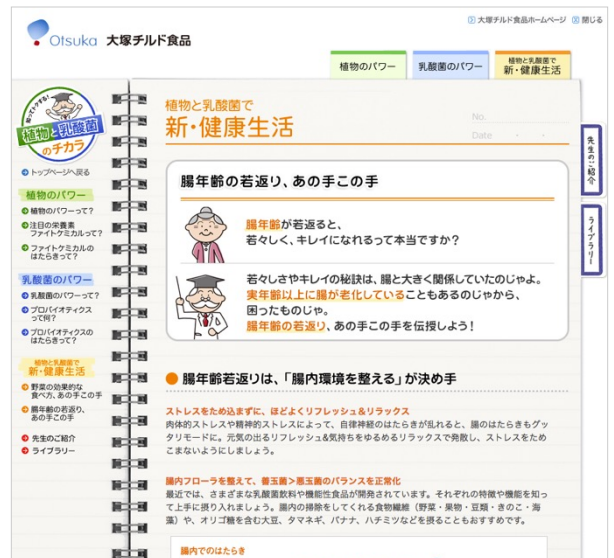 大塚チルド食品ホームページ 閉じる
Otsuka 大塚チルド食品
植物のパワー
乳酸菌のパワー
植物と乳酸菌で
新・健康生活
知ってトクする!
植物と乳酸菌
のチカラ
トップページへ戻る
植物のパワー
植物のパワーって?
注目の栄養素
ファイトケミカルって?
ファイトケミカルの
はたらきって?
乳酸菌のパワー
乳酸菌のパワーって?
プロバイオティクス
って何?
プロバイオティクスの
はたらきって?
植物と乳酸菌で
新・健康生活
野菜の効果的な
食べ方、あの手この手
腸年齢の若返り、
あの手この手
先生のご紹介
ライブラリー
植物と乳酸菌で
新・健康生活
No.
Date ・ ・
先生のご紹介
ライブラリー
腸年齢の若返り、あの手この手
腸年齢が若返ると、
若々しく、キレイになれるって本当ですか?
若々しさやキレイの秘訣は、腸と大きく関係していたのじゃよ。
実年齢以上に腸が老化していることもあるのじゃから、
困ったものじゃ。
腸年齢の若返り、あの手この手を伝授しよう!
腸年齢若返りは、「腸内環境を整える」が決め手
ストレスをため込まずに、ほどよくリフレッシュ&リラックス
肉体的ストレスや精神的ストレスによって、自律神経のはたらきが乱れると、腸のはたらきもグッ
タリモードに。元気の出るリフレッシュ&気持ちをゆるめるリラックスで発散し、ストレスをため
こまないようにしましょう。
腸内フローラを整えて、善玉菌>悪玉菌のバランスを正常化
最近では、さまざまな乳酸菌飲料や機能性食品が開発されています。それぞれの特徴や機能を知っ
て上手に摂り入れましょう。腸内の掃除をしてくれる食物繊維(野菜・果物・豆類・きのこ・海
藻)や、オリゴ糖を含む大豆、タマネギ、バナナ、ハチミツなどを摂ることもおすすめです。
腸内でのはたらき